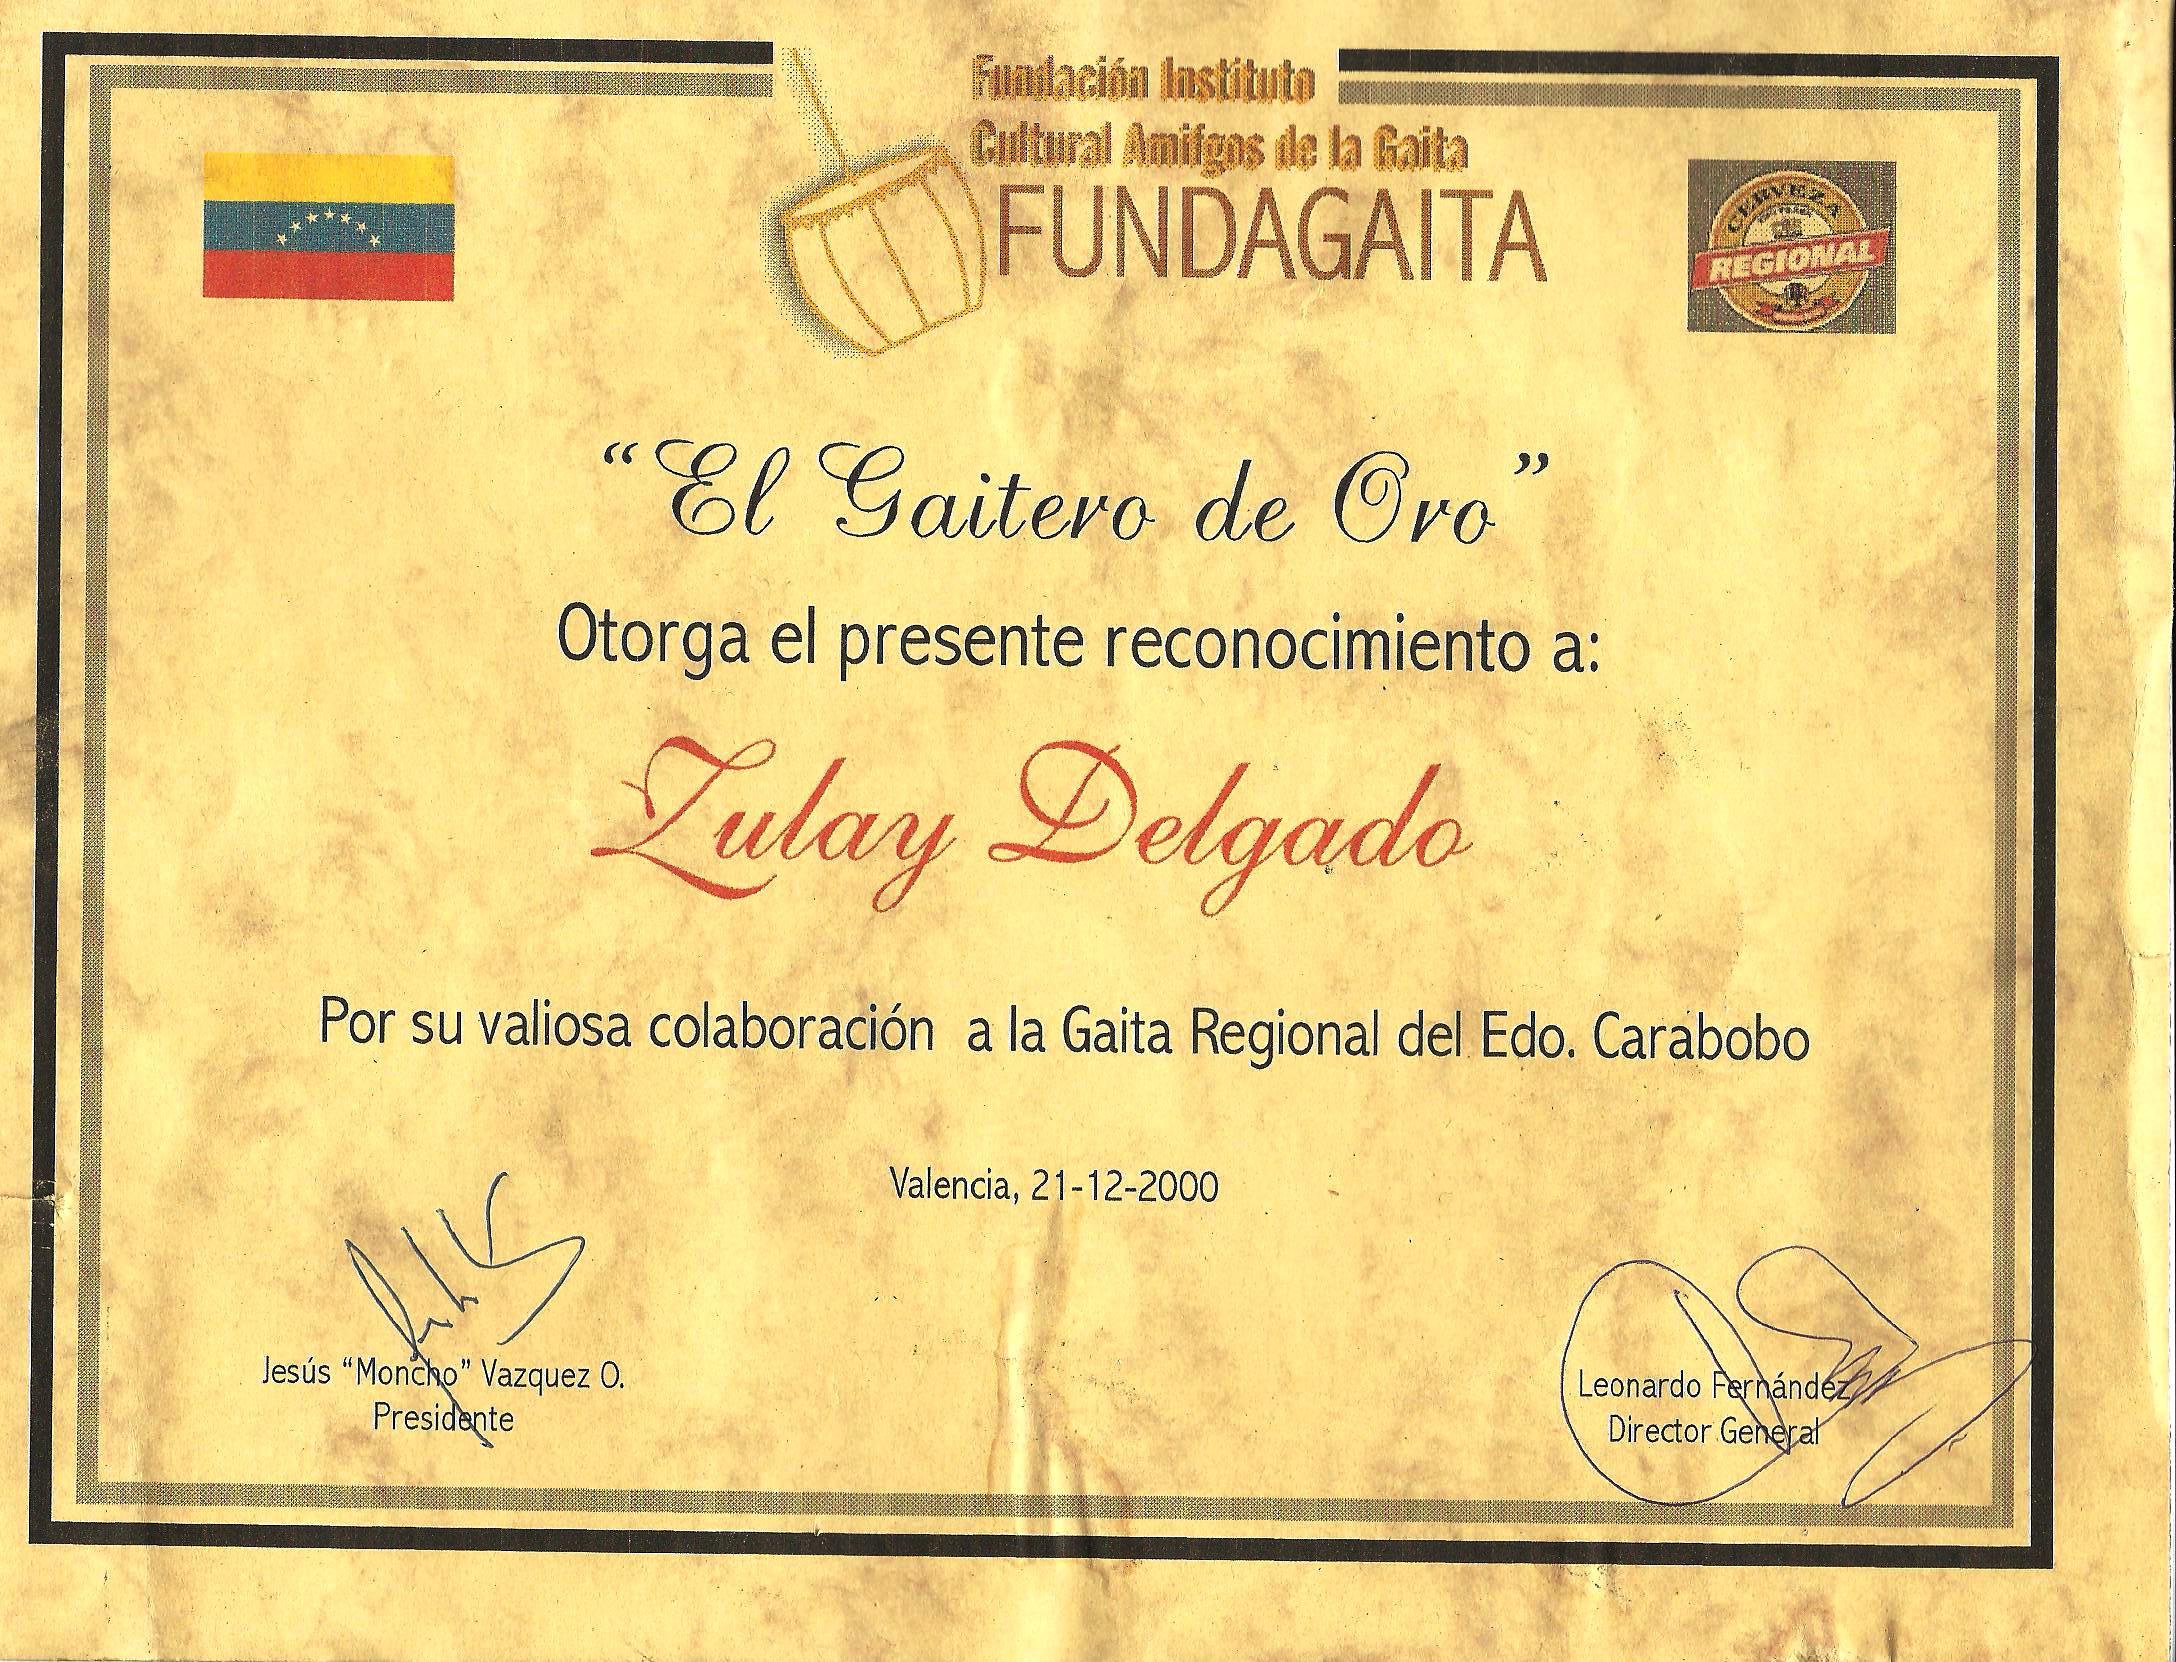 Fundación Instituto
Cultural Amifgos de la Gaita
FUNDAGAITA
CERVEZA
REGIONAL
“El Gaitero de Oro”
Otorga el presente reconocimiento a:
Zulay Delgado
Por su valiosa colaboración a la Gaita Regional del Edo. Carabobo
Valencia, 21-12-2000
Jesús “Moncho” Vazquez O.
Presidente
Leonardo Fernández
Director General